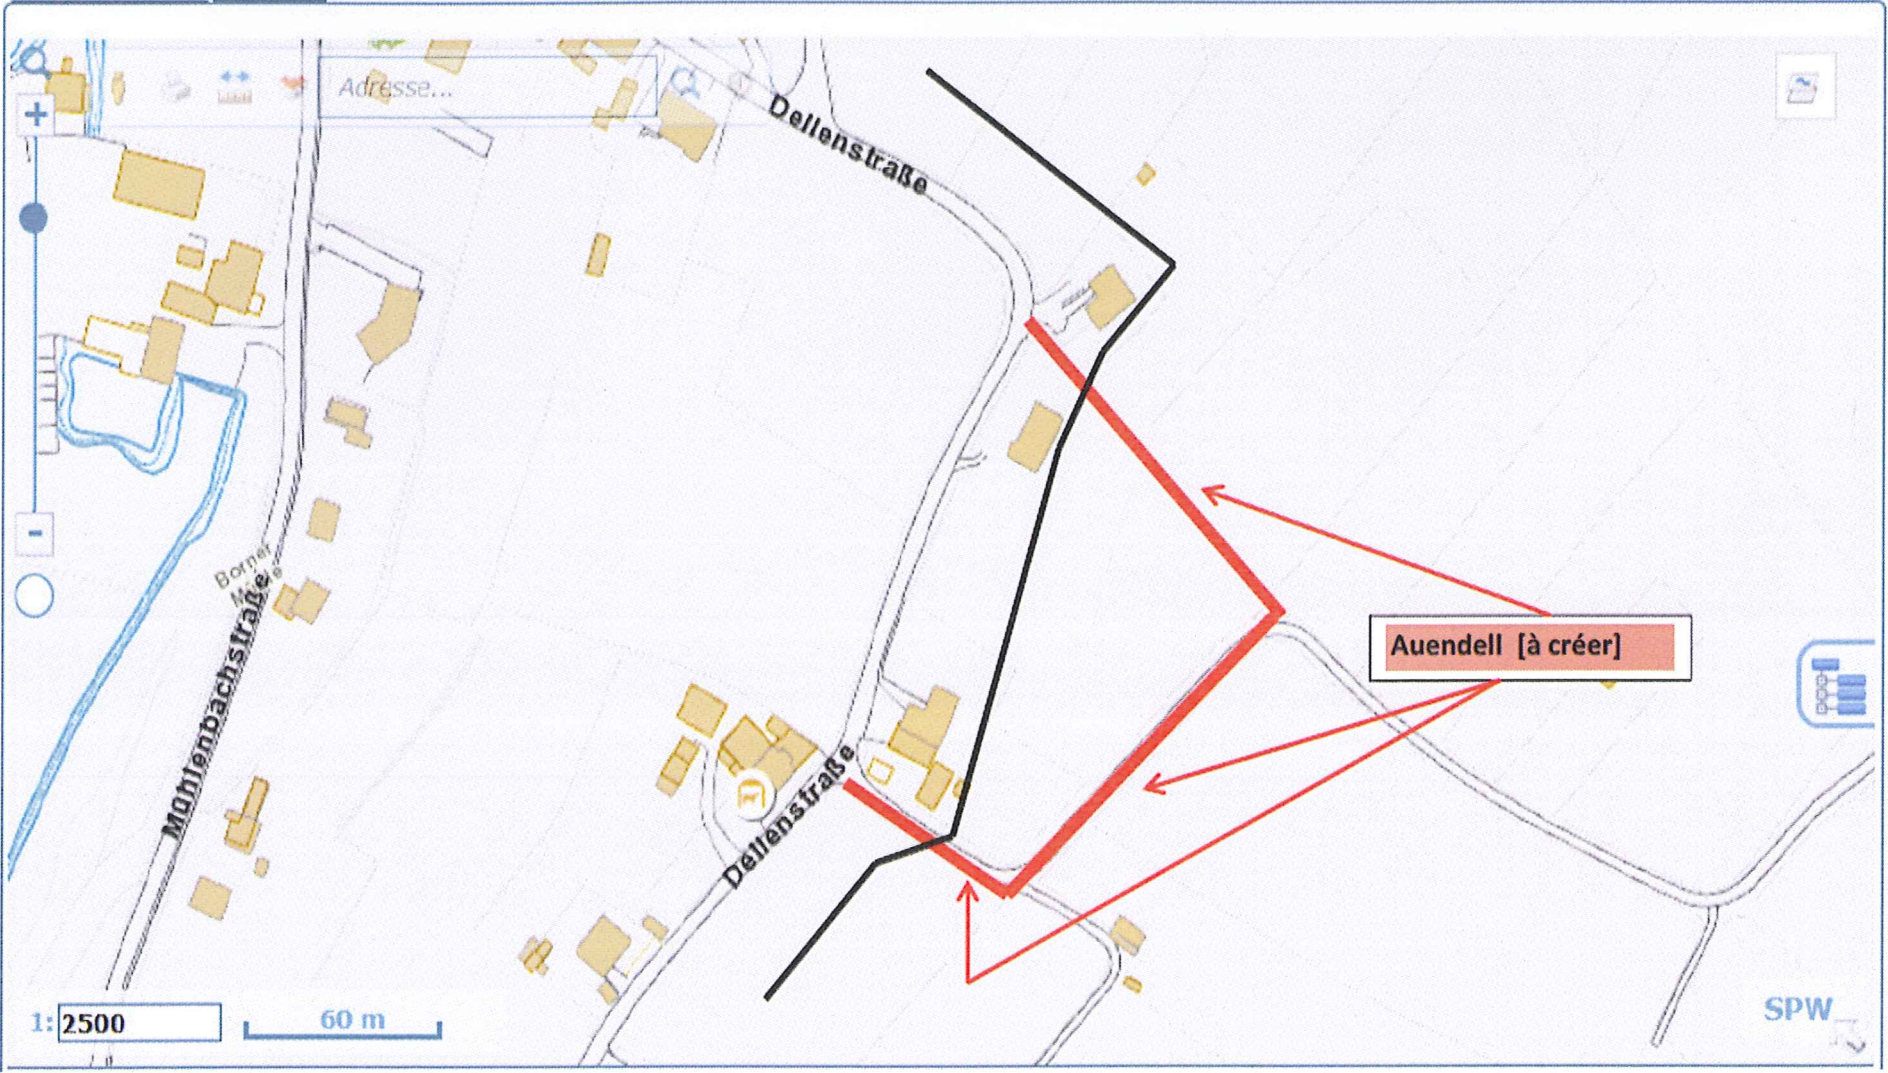 Adresse...
Dellenstraße
+
-
Borner
Mühlenbachstraße
Auendell [à créer]
Dellenstraße
1: 2500
60 m
SPW